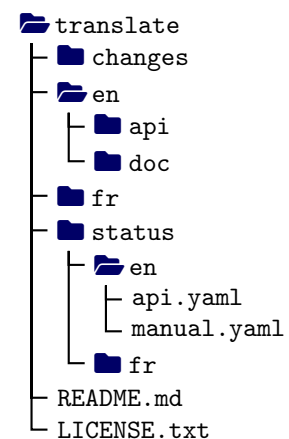 translate
changes
en
api
doc
fr
status
en
api.yaml
manual.yaml
fr
README.md
LICENSE.txt